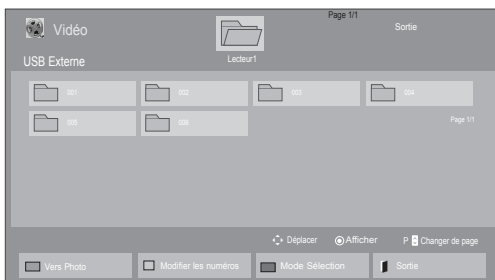 Page 1/1
Vidéo
Sortie
USB Externe
Lecteur1
001
002
003
004
005
006
Page 1/1
Déplacer
Afficher
P Changer de page
Vers Photo
Modifier les numéros
Mode Sélection
Sortie